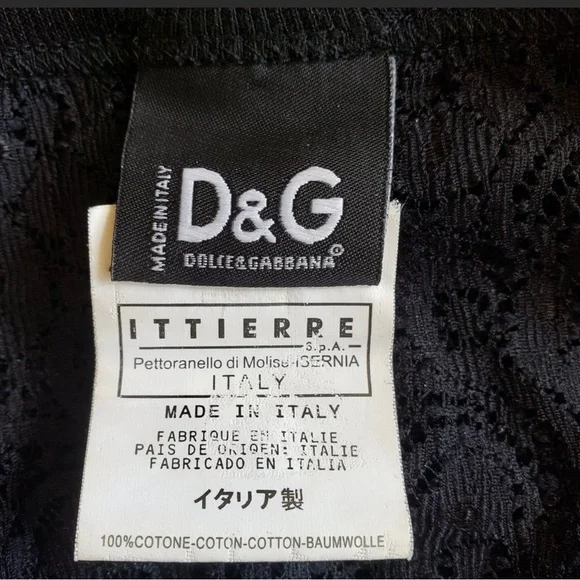 MADE IN ITALY
D&G
DOLCE&GABBANA®
ITTIERRE
S.p.A.
Pettoranello di Molise-ISERNIA
ITALY
MADE IN ITALY
FABRIQUE EN ITALIE
PAIS DE ORIGEN: ITALIE
FABRICADO EN ITALIA
イタリア製
100%COTONE-COTON-COTTON-BAUMWOLLE